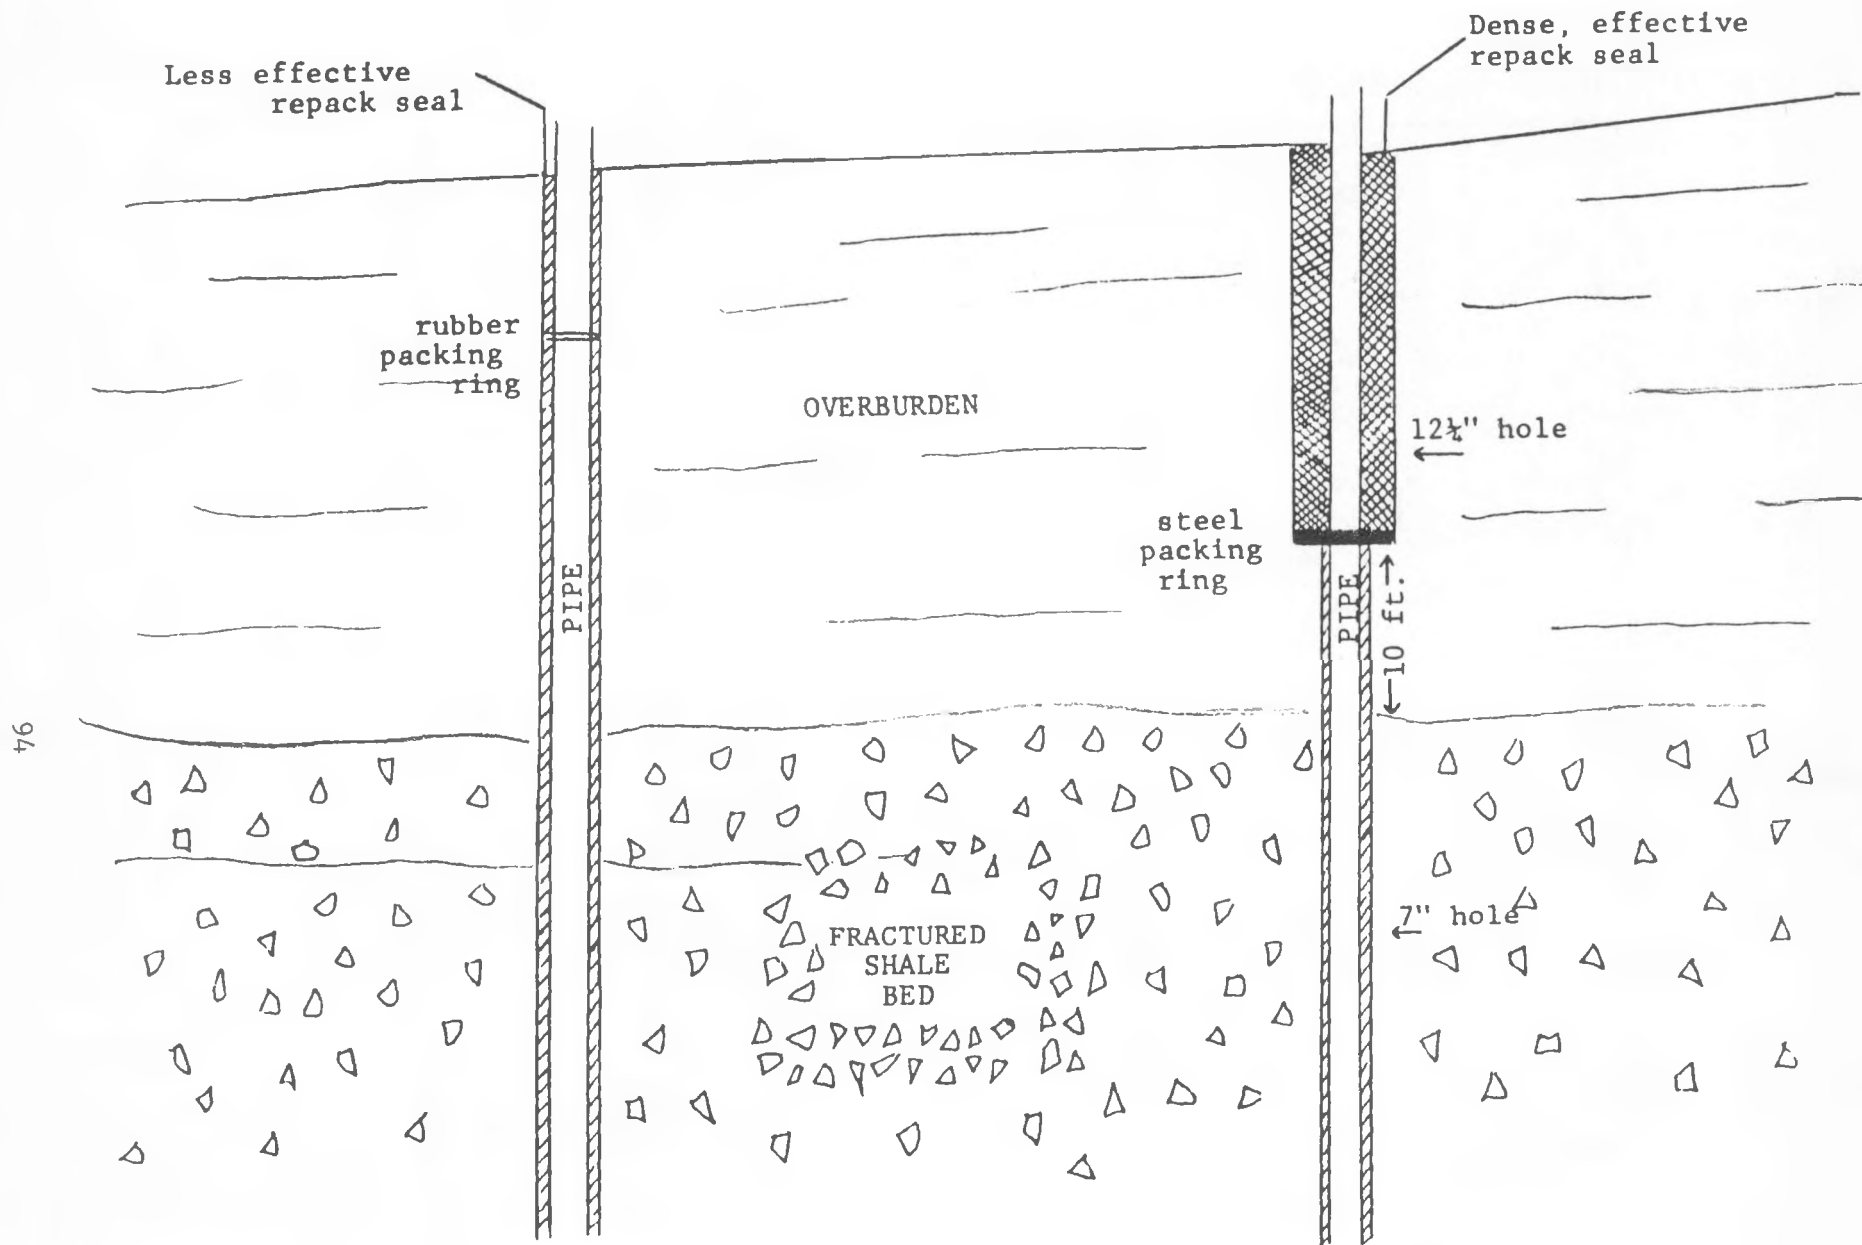 Less effective
repack seal
Dense, effective
repack seal
rubber
packing
ring
OVERBURDEN
12¼" hole
steel
packing
ring
PIPE
PIPE
10 ft.
FRACTURED
SHALE
BED
7" hole
94